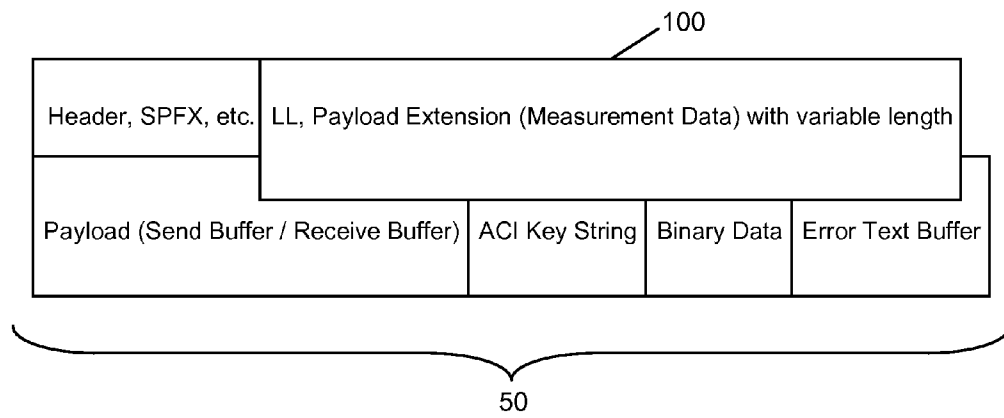 100
Header, SPFX, etc.
LL, Payload Extension (Measurement Data) with variable length
Payload (Send Buffer / Receive Buffer)
ACI Key String
Binary Data
Error Text Buffer
50